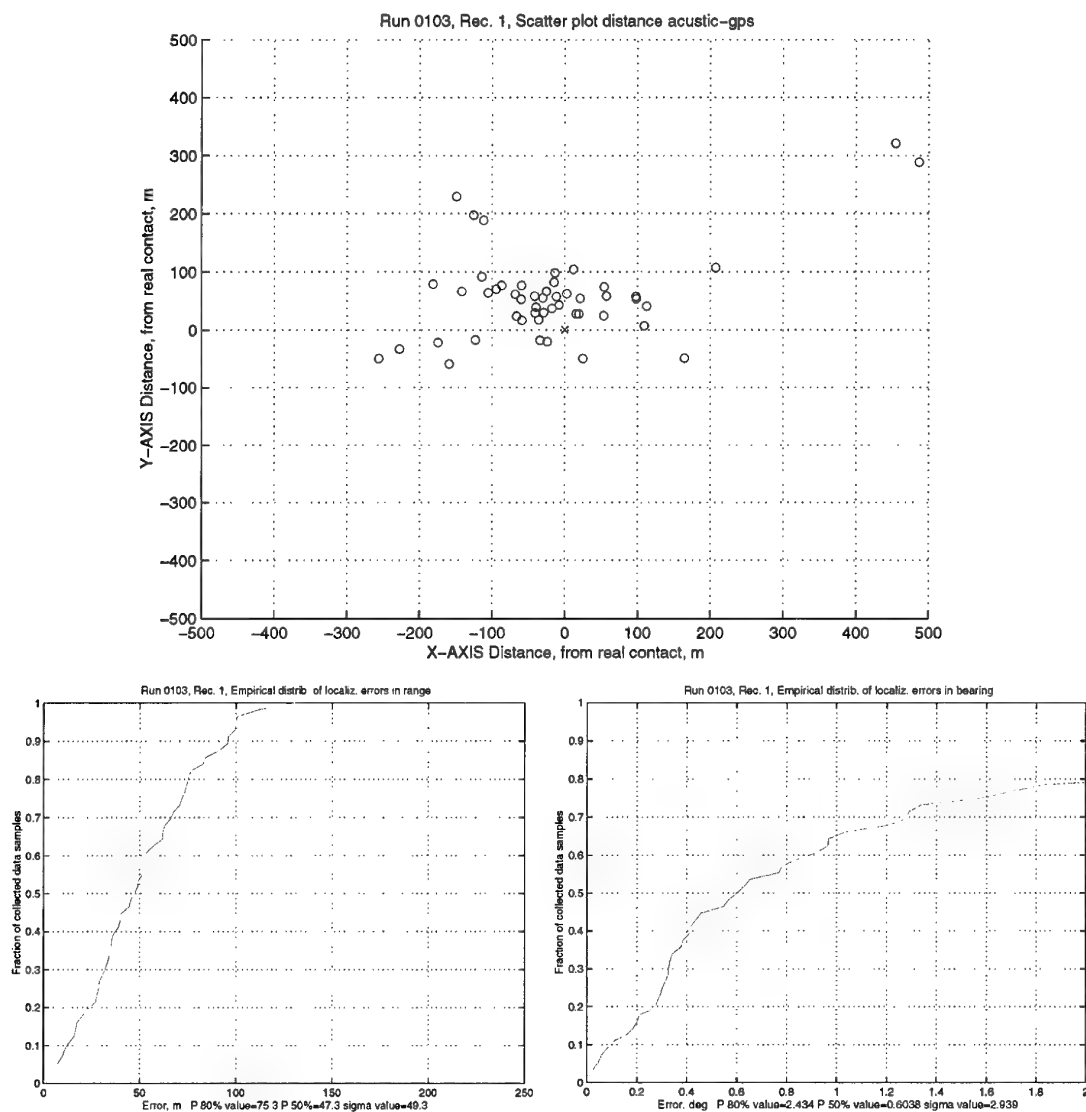 Run 0103, Rec. 1, Scatter plot distance acustic-gps
500
400
300
200
100
0
-100
-200
-300
-400
-500
Y-AXIS Distance, from real contact, m
-500 -400 -300 -200 -100 0 100 200 300 400 500
X-AXIS Distance, from real contact, m
Run 0103, Rec. 1, Empirical distrib of localiz. errors in range
1
0.9
0.8
0.7
0.6
0.5
0.4
0.3
0.2
0.1
0
Fraction of collected data samples
0 50 100 150 200 250
Error, m P 80% value=75 3 P 50%=47.3 sigma value=49.3
Run 0103, Rec. 1, Empirical distrib. of localiz. errors in bearing
1
0.9
0.8
0.7
0.6
0.5
0.4
0.3
0.2
0.1
0
Fraction of collected data samples
0 0.2 0.4 0.6 0.8 1 1.2 1.4 1.6 1.8 2
Error. deg P 80% value=2.434 P 50% value=0.6038 sigma value=2.939